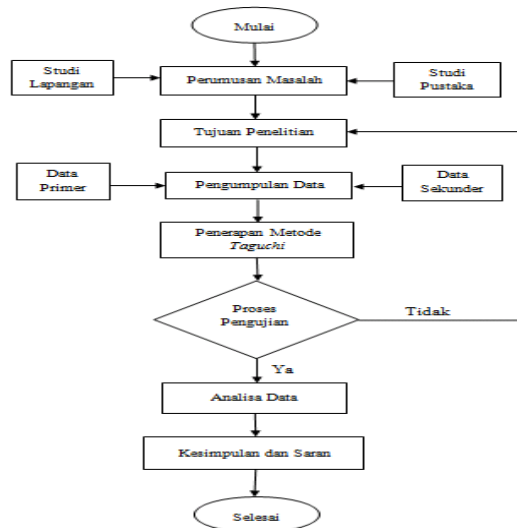 Mulai
Studi
Lapangan
Perumusan Masalah
Studi
Pustaka
Tujuan Penelitian
Data
Primer
Pengumpulan Data
Data
Sekunder
Penerapan Metode
Taguchi
Proses
Pengujian
Tidak
Ya
Analisa Data
Kesimpulan dan Saran
Selesai